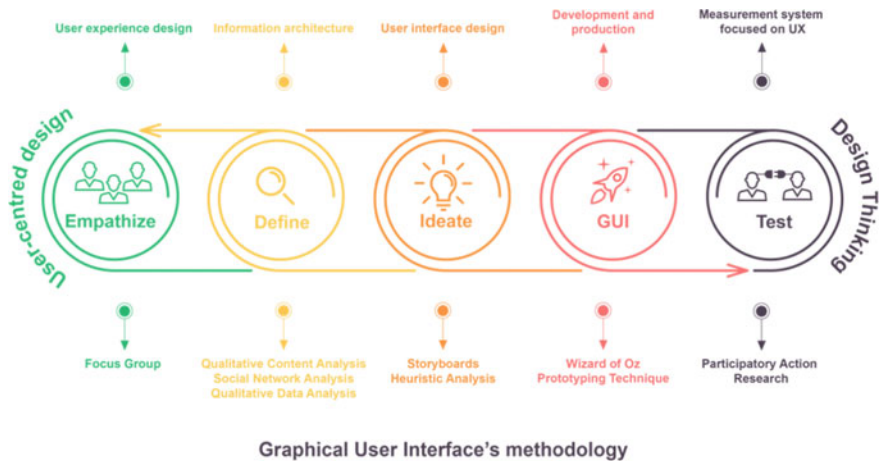 User experience design
Information architecture
User interface design
Development and
production
Measurement system
focused on UX
User-centred design
Empathize
Define
Ideate
GUI
Test
Design Thinking
Focus Group
Qualitative Content Analysis
Social Network Analysis
Qualitative Data Analysis
Storyboards
Heuristic Analysis
Wizard of Oz
Prototyping Technique
Participatory Action
Research
Graphical User Interface's methodology